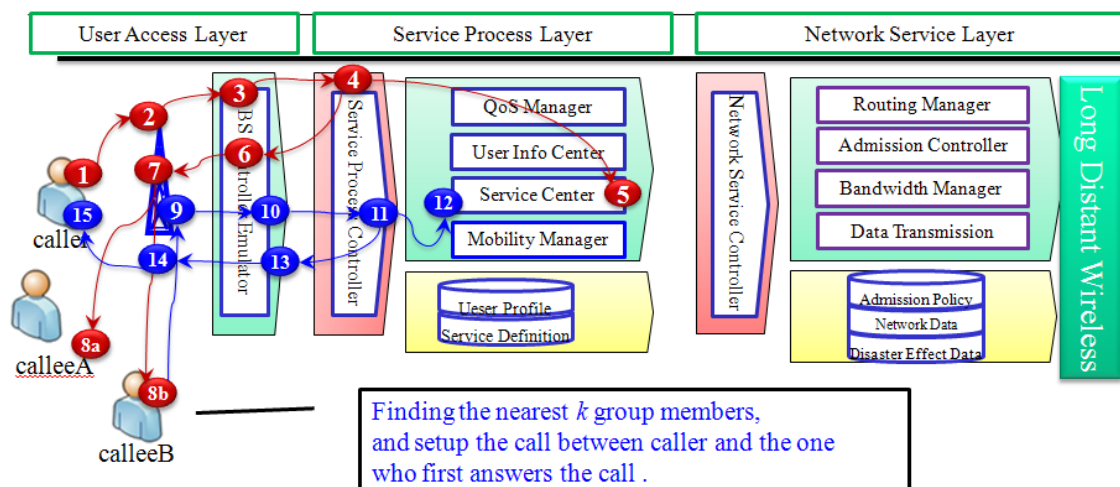 User Access Layer
Service Process Layer
Network Service Layer
1
2
3
4
5
6
7
8a
8b
9
10
11
12
13
14
15
caller
calleeA
calleeB
BS
Emulator
Service Process Controller
QoS Manager
User Info Center
Service Center
Mobility Manager
Ueser Profile
Service Definition
Network Service Controller
Routing Manager
Admission Controller
Bandwidth Manager
Data Transmission
Admission Policy
Network Data
Disaster Effect Data
Long Distant Wireless
Finding the nearest k group members,
and setup the call between caller and the one
who first answers the call .